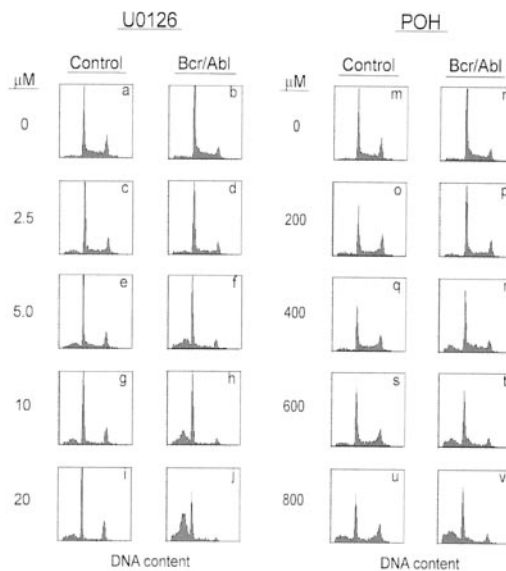 U0126 POH
Control Bcr/Abl Control Bcr/Abl
μM μM
a b m n
0 0
c d o p
2.5 200
e f q r
5.0 400
g h s t
10 600
i j u v
20 800
DNA content DNA content